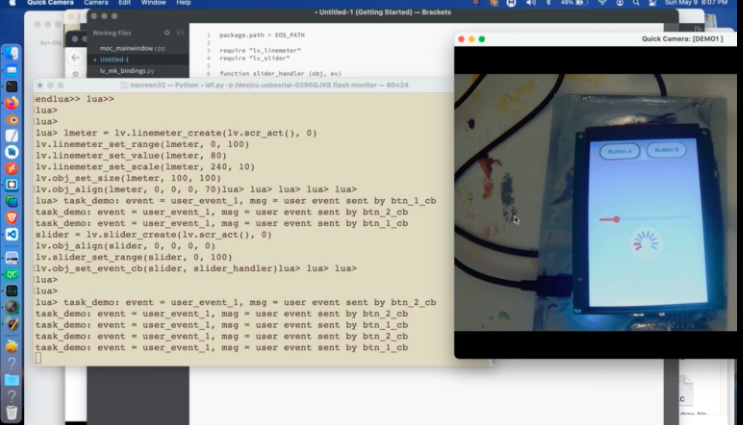 Quick Camera Camera Edit Window Help
48%
Sun May 9 8:07 PM
Untitled-1 (Getting Started) — Brackets
Working Files
moc_mainwindow.cpp
Untitled-1
lv_mk_bindings.py
1 package.path = EOS_PATH
2
3 require "lv_linemeter"
4 require "lv_slider"
5
6 function slider_handler (obj, ev)
Quick Camera: [DEMO1 ]
nscreen32 — Python ‹ idf.py -p /dev/cu.usbserial-0286QJKB flash monitor — 80x24
endlua>> lua>>
lua>
lua>
lua> lmeter = lv.linemeter_create(lv.scr_act(), 0)
lv.linemeter_set_range(lmeter, 0, 100)
lv.linemeter_set_value(lmeter, 80)
lv.linemeter_set_scale(lmeter, 240, 10)
lv.obj_set_size(lmeter, 100, 100)
lv.obj_align(lmeter, 0, 0, 0, 70)lua> lua> lua> lua> lua>
lua> task_demo: event = user_event_1, msg = user event sent by btn_1_cb
task_demo: event = user_event_1, msg = user event sent by btn_2_cb
task_demo: event = user_event_1, msg = user event sent by btn_1_cb
slider = lv.slider_create(lv.scr_act(), 0)
lv.obj_align(slider, 0, 0, 0, 0)
lv.slider_set_range(slider, 0, 100)
lv.obj_set_event_cb(slider, slider_handler)lua> lua> lua>
lua>
lua>
lua> task_demo: event = user_event_1, msg = user event sent by btn_2_cb
task_demo: event = user_event_1, msg = user event sent by btn_2_cb
task_demo: event = user_event_1, msg = user event sent by btn_1_cb
task_demo: event = user_event_1, msg = user event sent by btn_2_cb
task_demo: event = user_event_1, msg = user event sent by btn_1_cb
Button
Button